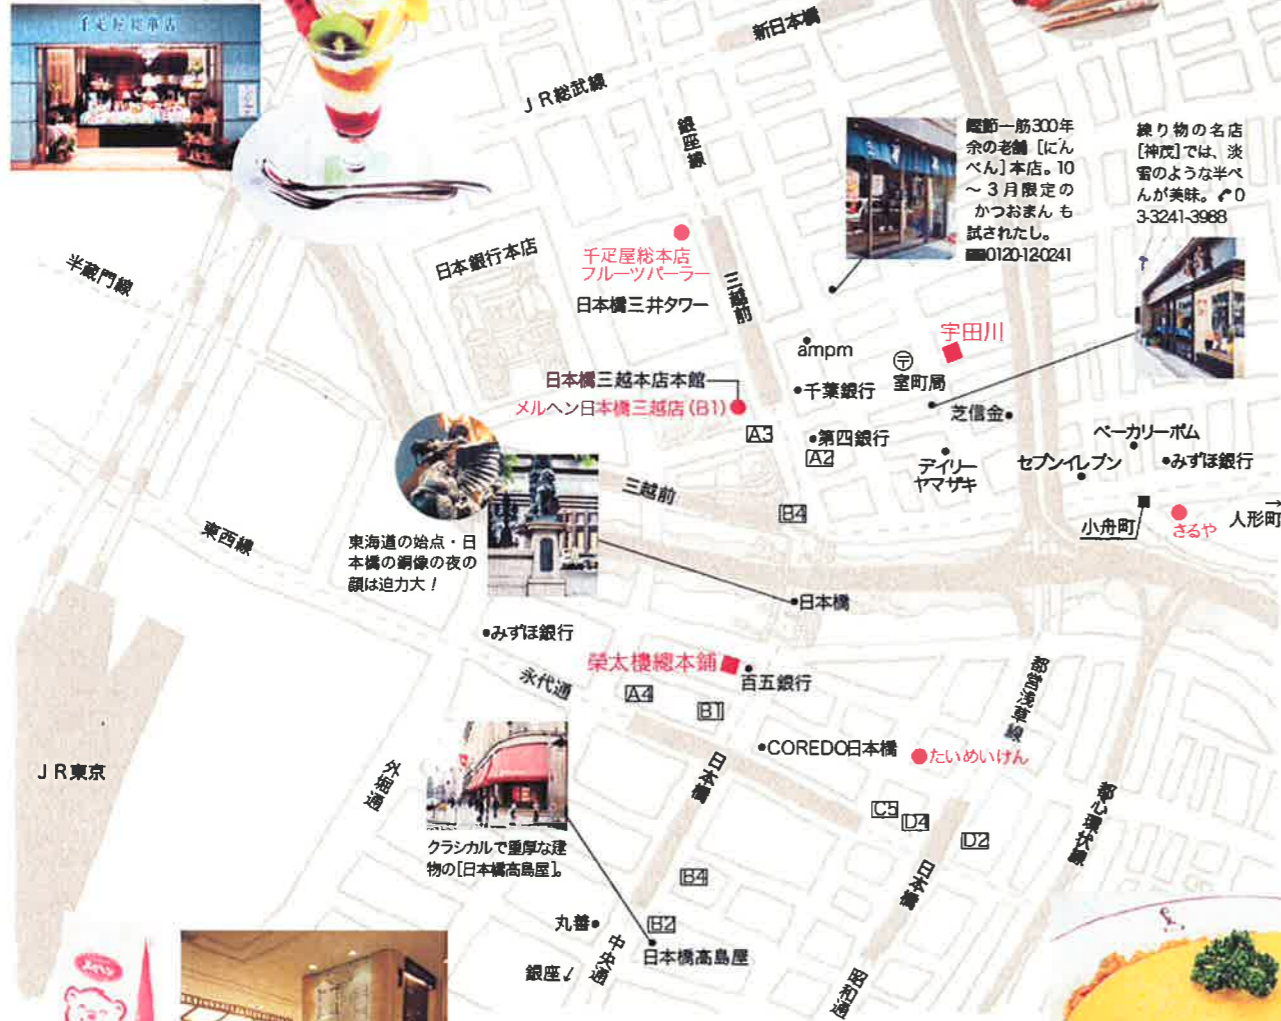 千疋屋総本店
新日本橋
JR総武線
銀座線
鰹節一筋300年
余の老舗［にん
べん］本店。10
～3月限定の
かつおまん も
試されたし。
0120-12-0241
練り物の名店
［神茂］では、淡
雪のような半ぺ
んが美味。✆0
3-3241-3988
半蔵門線
日本銀行本店
千疋屋総本店
フルーツパーラー
日本橋三井タワー
三越前
ampm
〒
室町局
宇田川
日本橋三越本店本館
メルヘン日本橋三越店(B1)
千葉銀行
芝信金
A3
第四銀行
A2
デイリー
ヤマザキ
セブンイレブン
ベーカリーボム
みずほ銀行
三越前
B4
小舟町
さるや
人形町
→
東西線
東海道の始点・日
本橋の銅像の夜の
顔は迫力大！
日本橋
みずほ銀行
榮太樓總本鋪
百五銀行
永代通
A4
B1
都営浅草線
COREDO日本橋
たいめいけん
JR東京
外堀通
日本橋
C5
D4
D2
都心環状線
クラシカルで重厚な建
物の［日本橋高島屋］。
B4
日本橋
丸善
B2
日本橋高島屋
銀座↙
中央通
昭和通
メルヘン